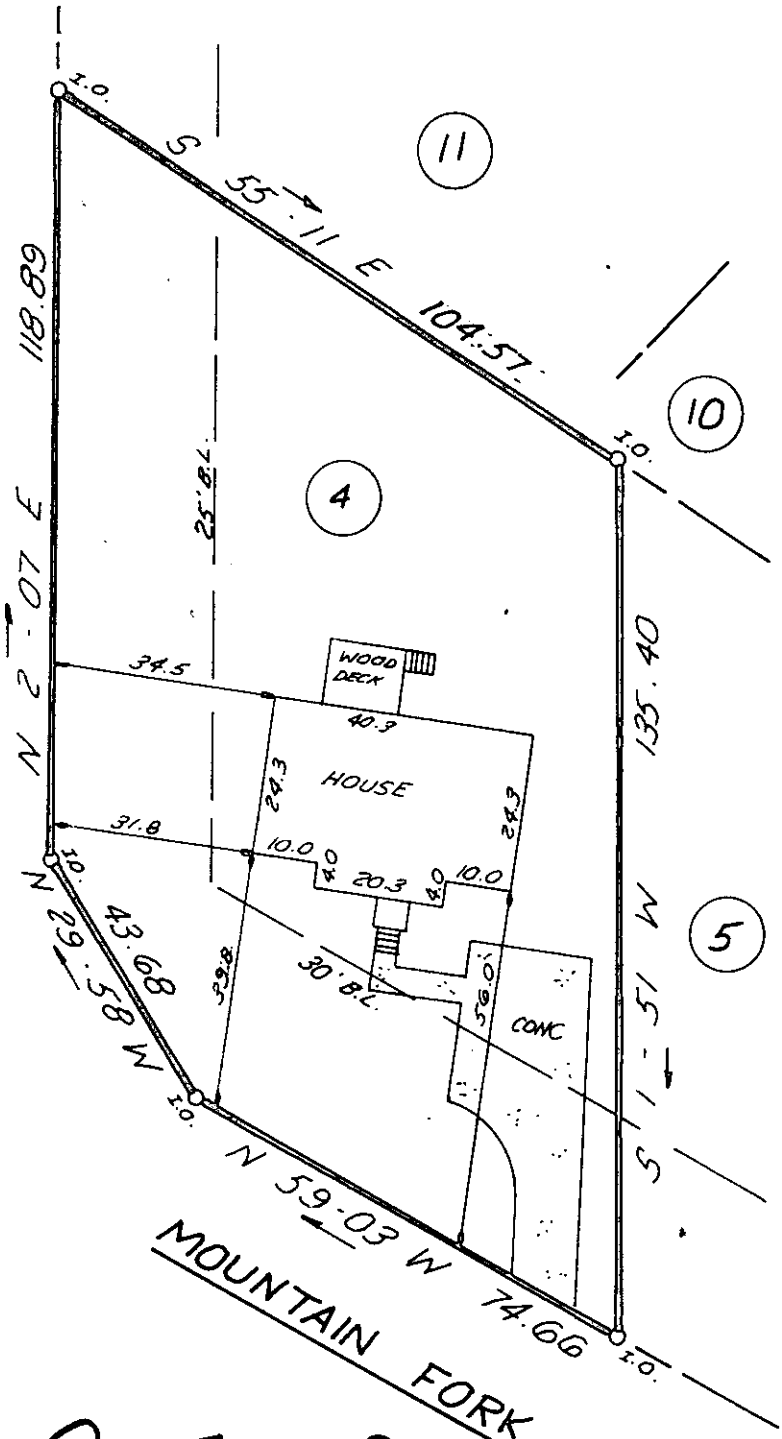 I.O.
11
S 55-11 E 104.57
118.89
N 2-07 E
I.O.
10
25' B.L.
4
135.40
S 1-51 W
34.5
WOOD
DECK
40.3
HOUSE
24.3
24.3
31.8
10.0
4.0
20.3
4.0
10.0
I.O.
43.68
N 29-58 W
39.8
30' B.L.
56.0
CONC
5
I.O.
N 59-03 W 74.66
I.O.
MOUNTAIN FORK